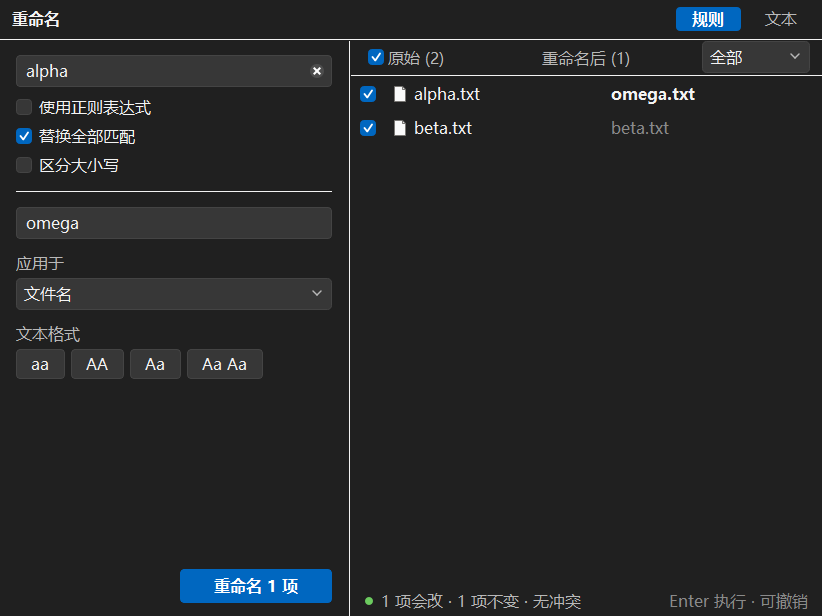 重命名
规则 文本
alpha
使用正则表达式
替换全部匹配
区分大小写
omega
应用于
文件名
文本格式
aa AA Aa Aa Aa
重命名 1 项
原始 (2) 重命名后 (1) 全部
alpha.txt omega.txt
beta.txt beta.txt
1 项会改 · 1 项不变 · 无冲突 Enter 执行 · 可撤销